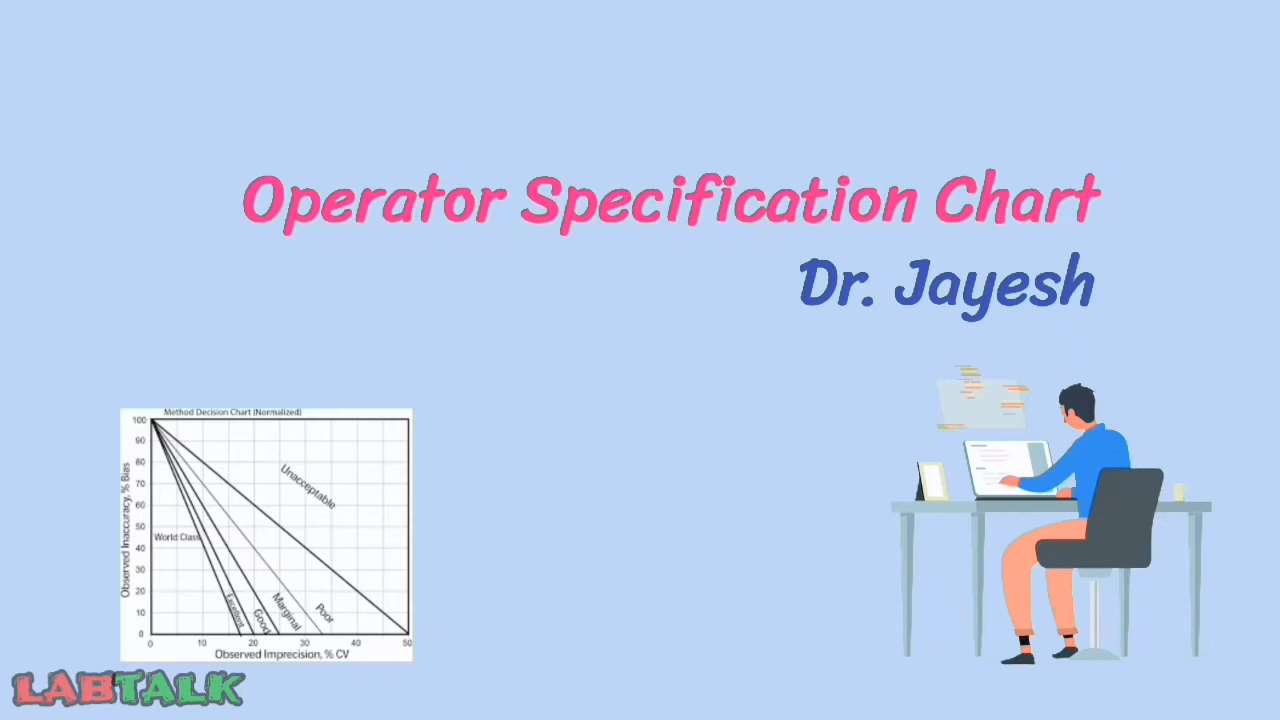 Operator Specification Chart
Dr. Jayesh
Method Decision Chart (Normalized)
Observed Inaccuracy, % Bias
100
90
80
70
60
50
40
30
20
10
0
Unacceptable
World Class
Excellent
Good
Marginal
Poor
0 10 20 30 40 50
Observed Imprecision, % CV
LABTALK